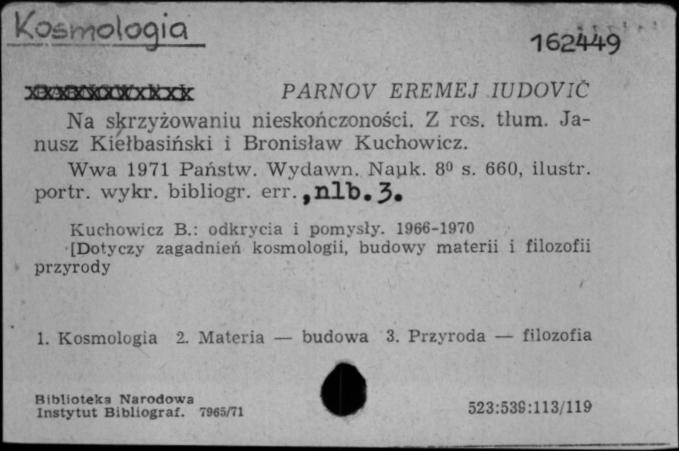 Kosmologia
162449
PARNOV EREMEJ IUDOVIČ
Na skrzyżowaniu nieskończoności. Z ros. tłum. Ja-
nusz Kiełbasiński i Bronisław Kuchowicz.
Wwa 1971 Państw. Wydawn. Nauk. 8⁰ s. 660, ilustr.
portr. wykr. bibliogr. err., nlb. 3.
Kuchowicz B.: odkrycia i pomysły. 1966-1970
[Dotyczy zagadnień kosmologii, budowy materii i filozofii
przyrody
1. Kosmologia 2. Materia — budowa 3. Przyroda — filozofia
Biblioteka Narodowa
Instytut Bibliograf. 7965/71
523:539:113/119